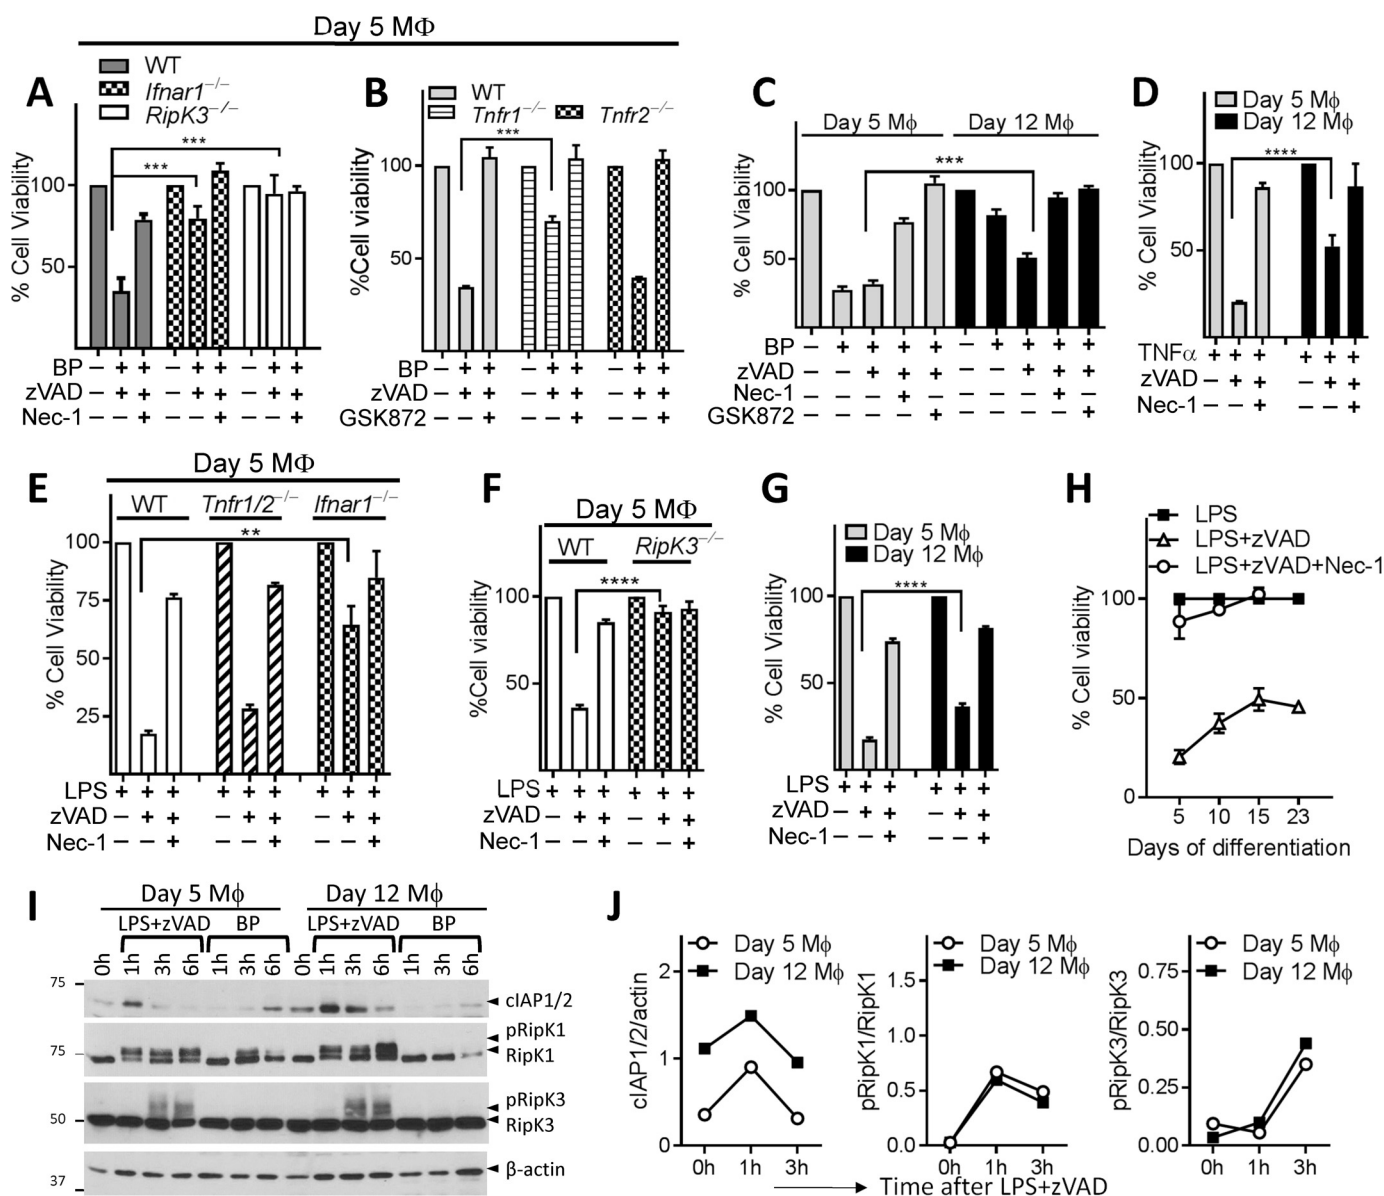 Day 5 MΦ
A
WT
Ifnar1−/−
RipK3−/−
***
***
% Cell Viability
100
50
BP − + + − + + − + +
zVAD − + + − + + − + +
Nec-1 − − + − − + − − +
B
WT
Tnfr1−/−
Tnfr2−/−
***
%Cell viability
100
50
BP − + + − + + − + +
zVAD − + + − + + − + +
GSK872 − − + − − + − − +
C
Day 5 Mϕ
Day 12 Mϕ
***
% Cell Viability
100
50
0
BP − + + + + − + + + +
zVAD − − + + + − − + + +
Nec-1 − − − + − − − − + −
GSK872 − − − − + − − − − +
D
Day 5 Mϕ
Day 12 Mϕ
****
% Cell Viability
100
50
TNFα + + + + + +
zVAD − + + − + +
Nec-1 − − + − − +
E
Day 5 MΦ
WT
Tnfr1/2−/−
Ifnar1−/−
**
% Cell Viability
100
75
50
25
LPS + + + + + + + + +
zVAD − + + − + + − + +
Nec-1 − − + − − + − − +
F
Day 5 MΦ
WT
RipK3−/−
****
%Cell viability
100
50
LPS + + + + + +
zVAD − + + − + +
Nec-1 − − + − − +
G
Day 5 Mϕ
Day 12 Mϕ
****
% Cell Viability
100
50
LPS + + + + + +
zVAD − + + − + +
Nec-1 − − + − − +
H
LPS
LPS+zVAD
LPS+zVAD+Nec-1
% Cell viability
100
50
0
5 10 15 23
Days of differentiation
I
Day 5 Mϕ
Day 12 Mϕ
LPS+zVAD BP LPS+zVAD BP
0h 1h 3h 6h 1h 3h 6h 0h 1h 3h 6h 1h 3h 6h
75
cIAP1/2
pRipK1
75
RipK1
pRipK3
50
RipK3
β-actin
37
J
Day 5 Mϕ
Day 12 Mϕ
cIAP1/2/actin
2
1
0
0h 1h 3h
Day 5 Mϕ
Day 12 Mϕ
pRipK1/RipK1
1.5
1.0
0.5
0.0
0h 1h 3h
Day 5 Mϕ
Day 12 Mϕ
pRipK3/RipK3
0.75
0.50
0.25
0.00
0h 1h 3h
Time after LPS+zVAD